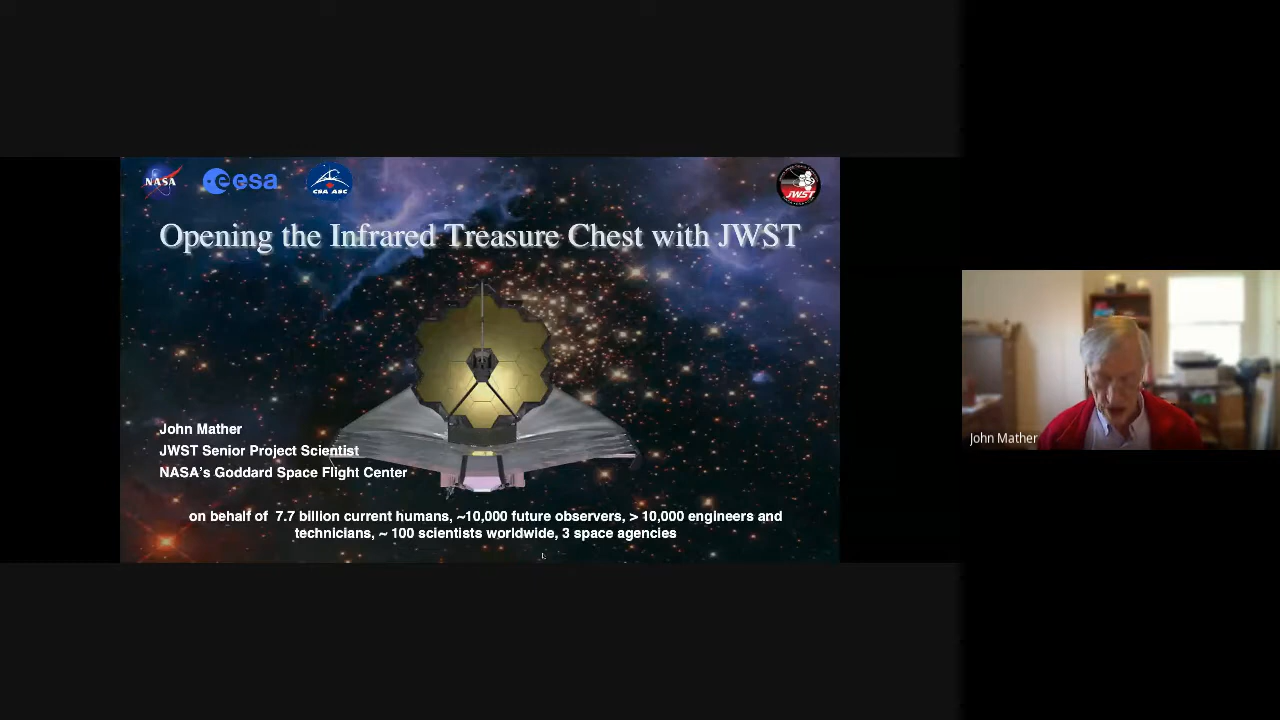 NASA
esa
CSA ASC
JWST
Opening the Infrared Treasure Chest with JWST
John Mather
JWST Senior Project Scientist
NASA's Goddard Space Flight Center
on behalf of 7.7 billion current humans, ~10,000 future observers, > 10,000 engineers and
technicians, ~ 100 scientists worldwide, 3 space agencies
John Mather